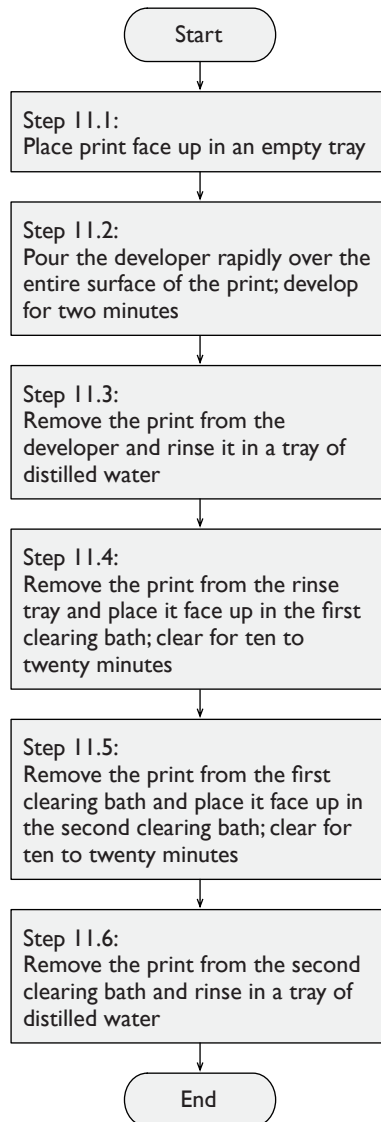 Start
Step 11.1:
Place print face up in an empty tray
Step 11.2:
Pour the developer rapidly over the
entire surface of the print; develop
for two minutes
Step 11.3:
Remove the print from the
developer and rinse it in a tray of
distilled water
Step 11.4:
Remove the print from the rinse
tray and place it face up in the first
clearing bath; clear for ten to
twenty minutes
Step 11.5:
Remove the print from the first
clearing bath and place it face up in
the second clearing bath; clear for
ten to twenty minutes
Step 11.6:
Remove the print from the second
clearing bath and rinse in a tray of
distilled water
End